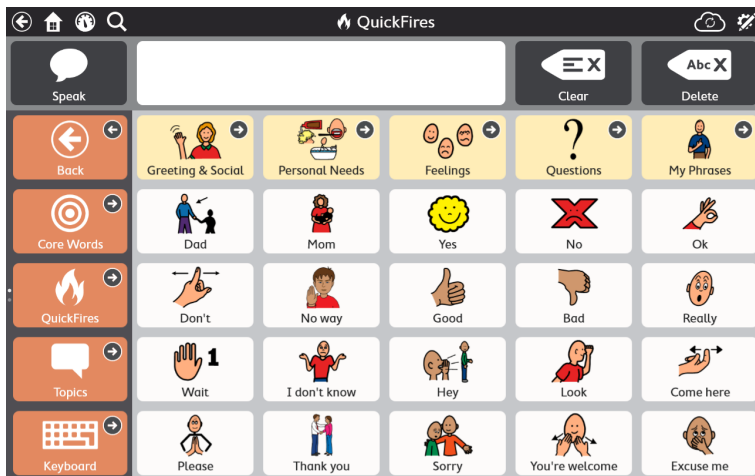 QuickFires
Speak
Abc X
Clear
Delete
Back
Greeting & Social
Personal Needs
Feelings
Questions
My Phrases
Core Words
Dad
Mom
Yes
No
Ok
QuickFires
Don't
No way
Good
Bad
Really
Topics
1
Wait
I don't know
Hey
Look
Come here
Keyboard
Please
Thank you
Sorry
You're welcome
Excuse me